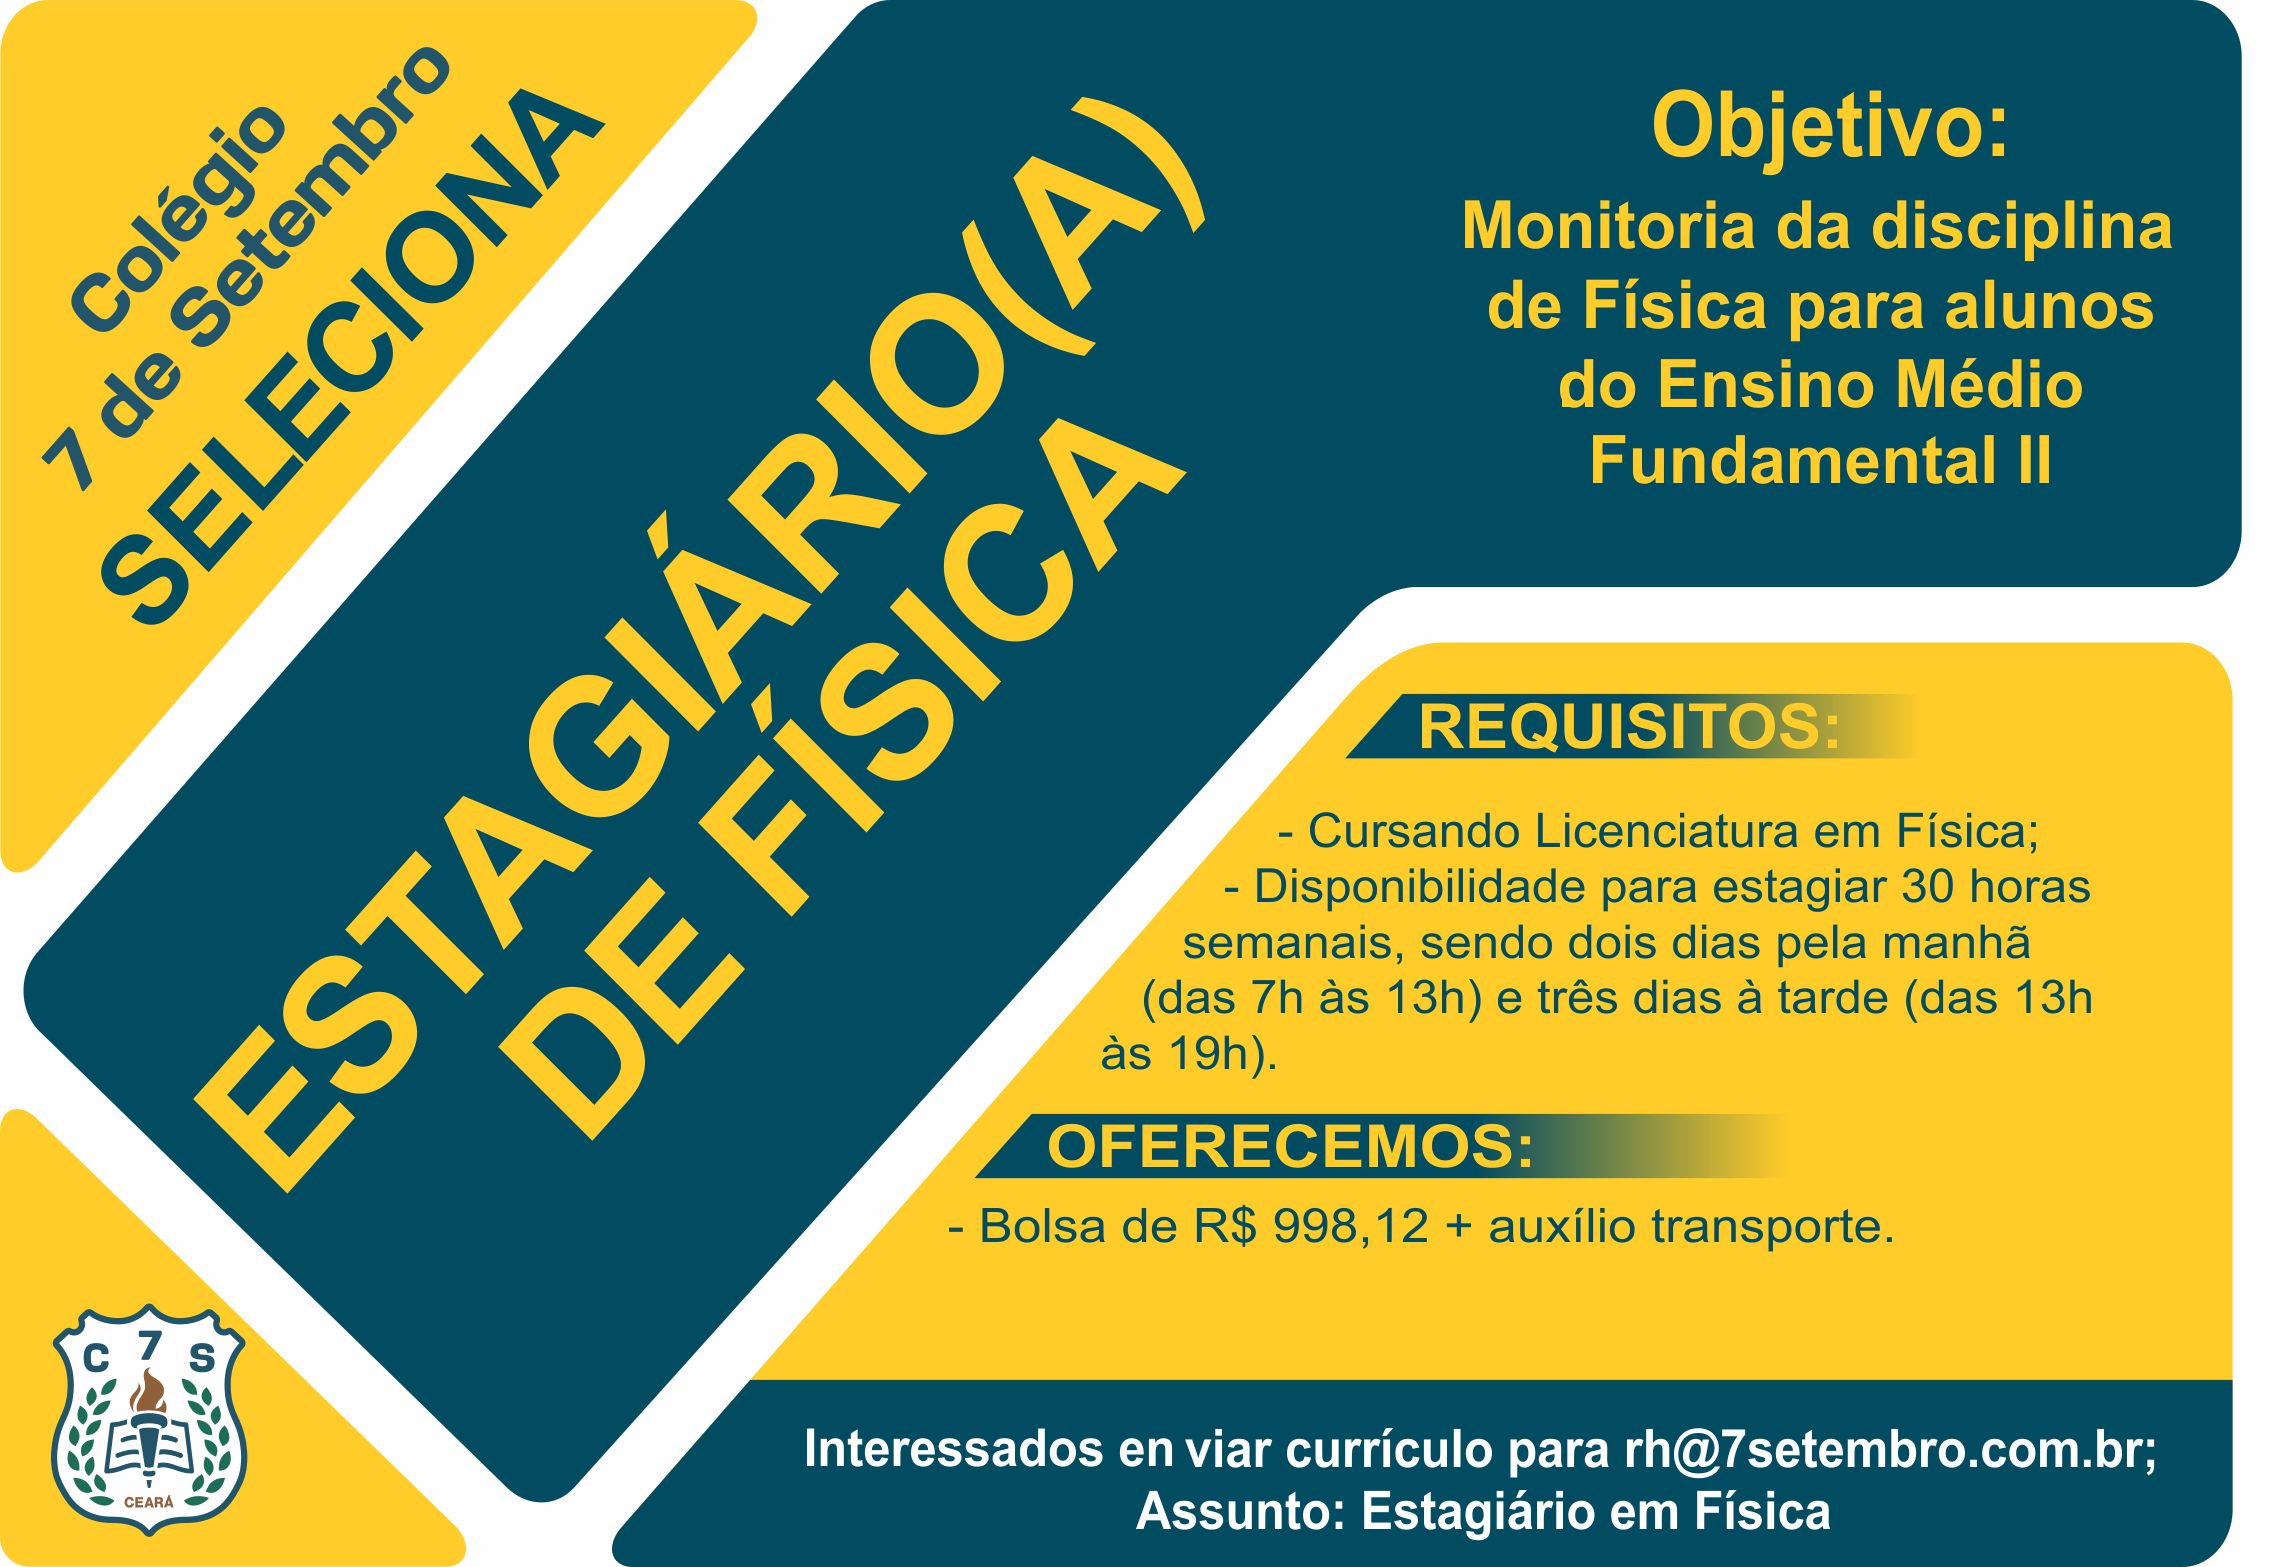 Colégio
7 de Setembro
SELECIONA
ESTAGIÁRIO(A)
DE FÍSICA
Objetivo:
Monitoria da disciplina
de Física para alunos
do Ensino Médio
Fundamental II
REQUISITOS:
- Cursando Licenciatura em Física;
- Disponibilidade para estagiar 30 horas
semanais, sendo dois dias pela manhã
(das 7h às 13h) e três dias à tarde (das 13h
às 19h).
OFERECEMOS:
- Bolsa de R$ 998,12 + auxílio transporte.
C 7 S
CEARÁ
Interessados en viar currículo para rh@7setembro.com.br;
Assunto: Estagiário em Física